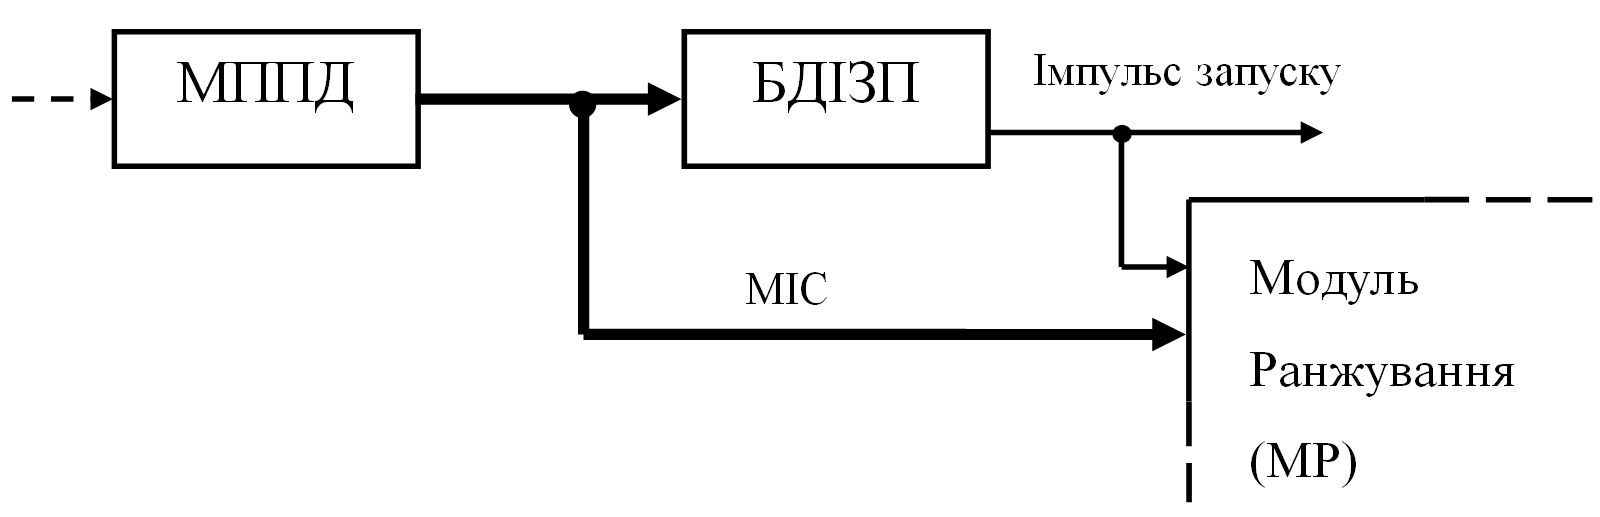 МППД
БДІЗП
Імпульс запуску
МІС
Модуль
Ранжування
(МР)